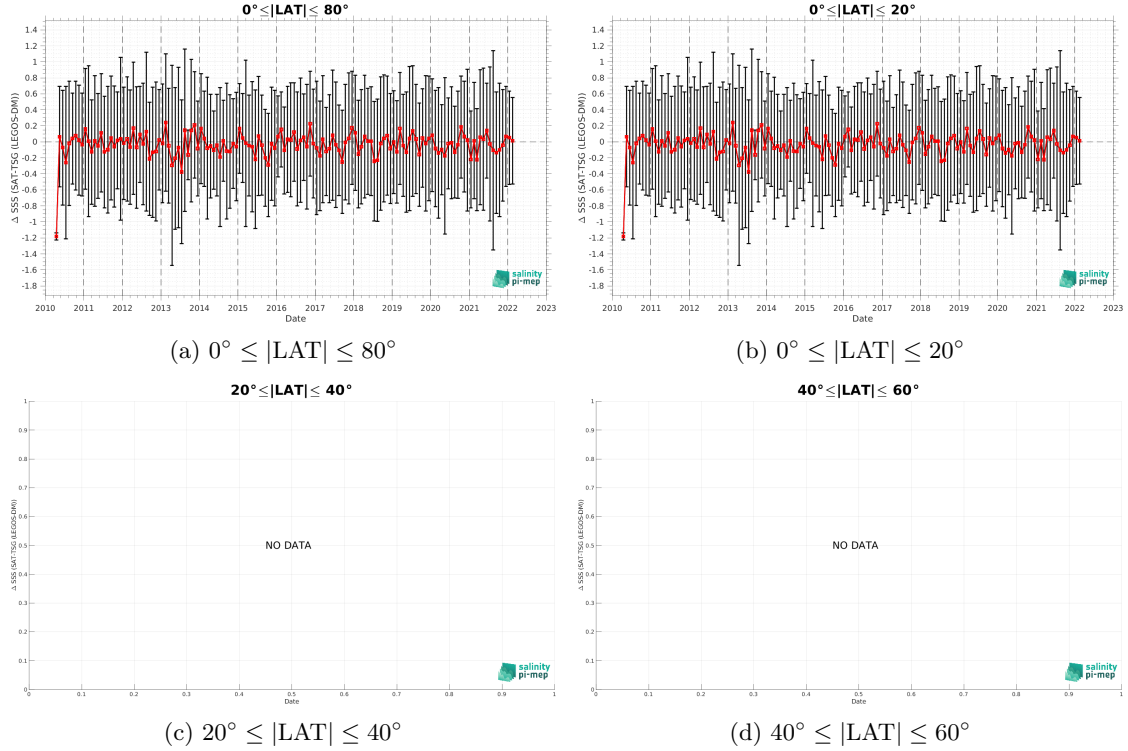 0°≤|LAT|≤ 80°
Δ SSS (SAT-TSG (LEGOS-DM))
1.4
1.2
1
0.8
0.6
0.4
0.2
0
-0.2
-0.4
-0.6
-0.8
-1
-1.2
-1.4
-1.6
-1.8
2010 2011 2012 2013 2014 2015 2016 2017 2018 2019 2020 2021 2022 2023
Date
salinity
pi-mep
(a) 0° ≤ |LAT| ≤ 80°
0°≤|LAT|≤ 20°
Δ SSS (SAT-TSG (LEGOS-DM))
1.4
1.2
1
0.8
0.6
0.4
0.2
0
-0.2
-0.4
-0.6
-0.8
-1
-1.2
-1.4
-1.6
-1.8
2010 2011 2012 2013 2014 2015 2016 2017 2018 2019 2020 2021 2022 2023
Date
salinity
pi-mep
(b) 0° ≤ |LAT| ≤ 20°
20°≤|LAT|≤ 40°
Δ SSS (SAT-TSG (LEGOS-DM))
1
0.9
0.8
0.7
0.6
0.5
0.4
0.3
0.2
0.1
0
NO DATA
0 0.1 0.2 0.3 0.4 0.5 0.6 0.7 0.8 0.9 1
Date
salinity
pi-mep
(c) 20° ≤ |LAT| ≤ 40°
40°≤|LAT|≤ 60°
Δ SSS (SAT-TSG (LEGOS-DM))
1
0.9
0.8
0.7
0.6
0.5
0.4
0.3
0.2
0.1
0
NO DATA
0 0.1 0.2 0.3 0.4 0.5 0.6 0.7 0.8 0.9 1
Date
salinity
pi-mep
(d) 40° ≤ |LAT| ≤ 60°